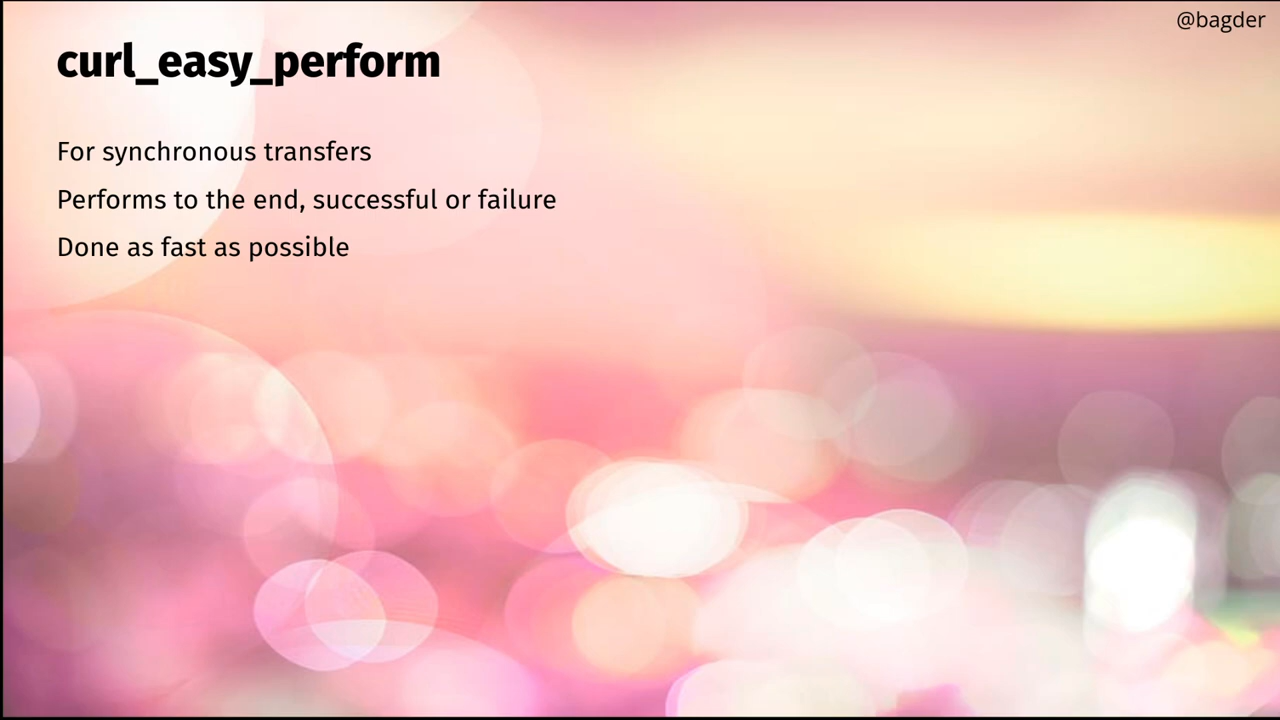 @bagder
curl_easy_perform
For synchronous transfers
Performs to the end, successful or failure
Done as fast as possible